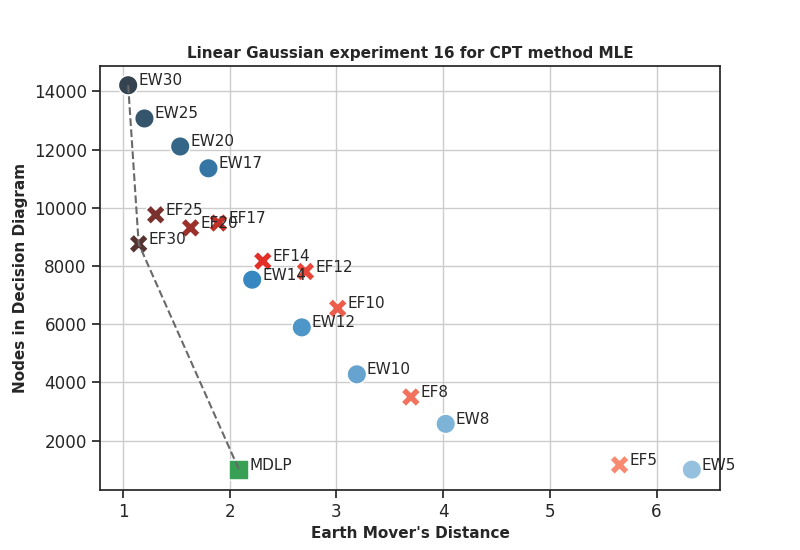 Linear Gaussian experiment 16 for CPT method MLE
Nodes in Decision Diagram
14000
12000
10000
8000
6000
4000
2000
EW30
EW25
EW20
EW17
EF25
EF20
EF17
EF30
EF14
EF12
EW14
EF10
EW12
EW10
EF8
EW8
EF5
EW5
MDLP
1
2
3
4
5
6
Earth Mover's Distance